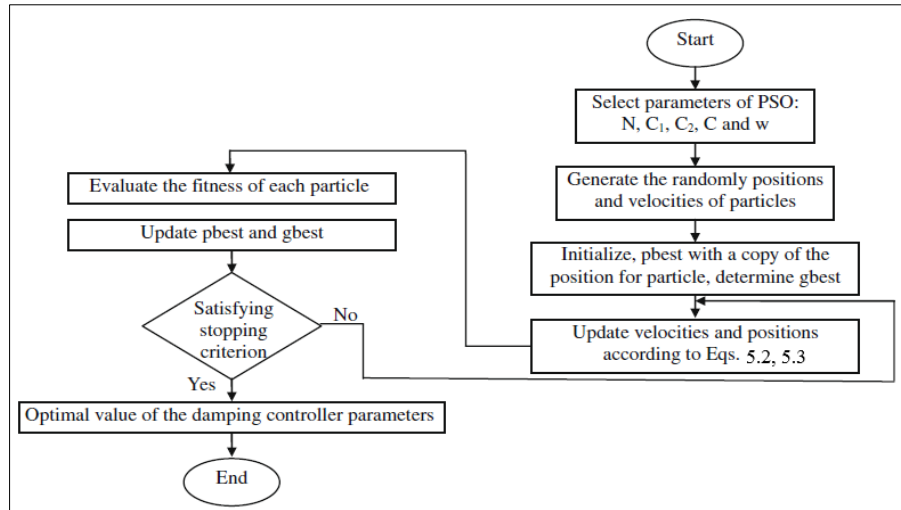 Start
Select parameters of PSO:
N, C₁, C₂, C and w
Generate the randomly positions
and velocities of particles
Initialize, pbest with a copy of the
position for particle, determine gbest
Update velocities and positions
according to Eqs. 5.2, 5.3
Evaluate the fitness of each particle
Update pbest and gbest
Satisfying
stopping
criterion
No
Yes
Optimal value of the damping controller parameters
End